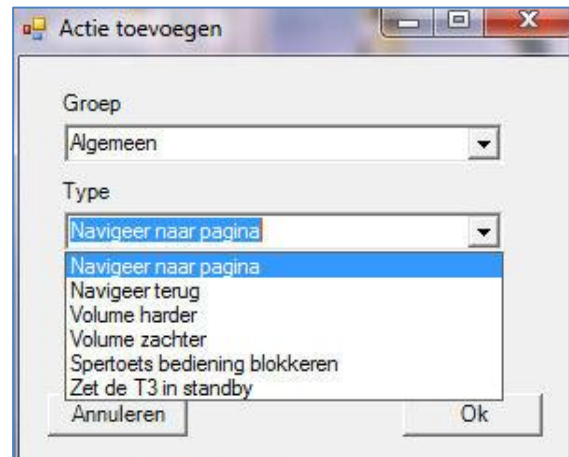 Actie toevoegen
Groep
Algemeen
Type
Navigeer naar pagina
Navigeer naar pagina
Navigeer terug
Volume harder
Volume zachter
Spertoets bediening blokkeren
Zet de T3 in standby
Annuleren Ok